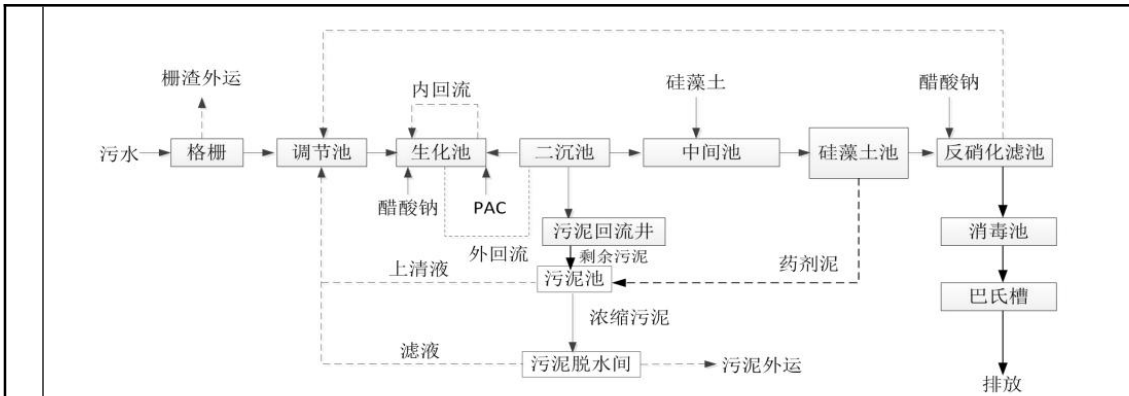 栅渣外运
内回流
硅藻土
醋酸钠
污水
格栅
调节池
生化池
二沉池
中间池
硅藻土池
反硝化滤池
醋酸钠
PAC
外回流
污泥回流井
剩余污泥
消毒池
上清液
污泥池
药剂泥
巴氏槽
浓缩污泥
滤液
污泥脱水间
污泥外运
排放